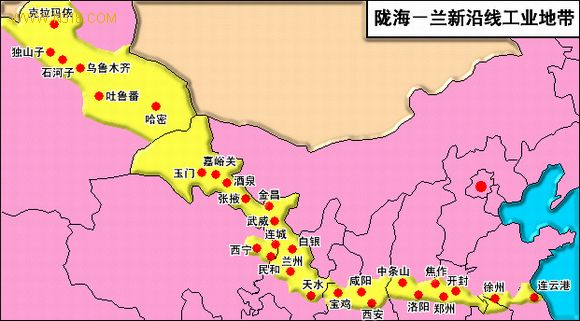 陇海－兰新沿线工业地带
克拉玛依
独山子
石河子
乌鲁木齐
吐鲁番
哈密
玉门
嘉峪关
酒泉
张掖
金昌
武威
连城
白银
西宁
民和
兰州
天水
宝鸡
咸阳
西安
中条山
洛阳
焦作
郑州
开封
徐州
连云港